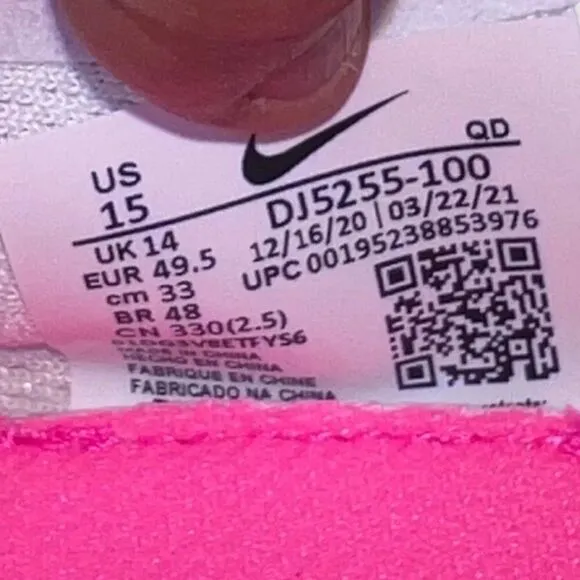 QD
US
15
DJ5255-100
12/16/20 | 03/22/21
UPC 00195238853976
UK 14
EUR 49.5
cm 33
BR 48
CN 330(2.5)
MADE IN CHINA
HECHO EN CHINA
FABRIQUE EN CHINE
FABRICADO NA CHINA